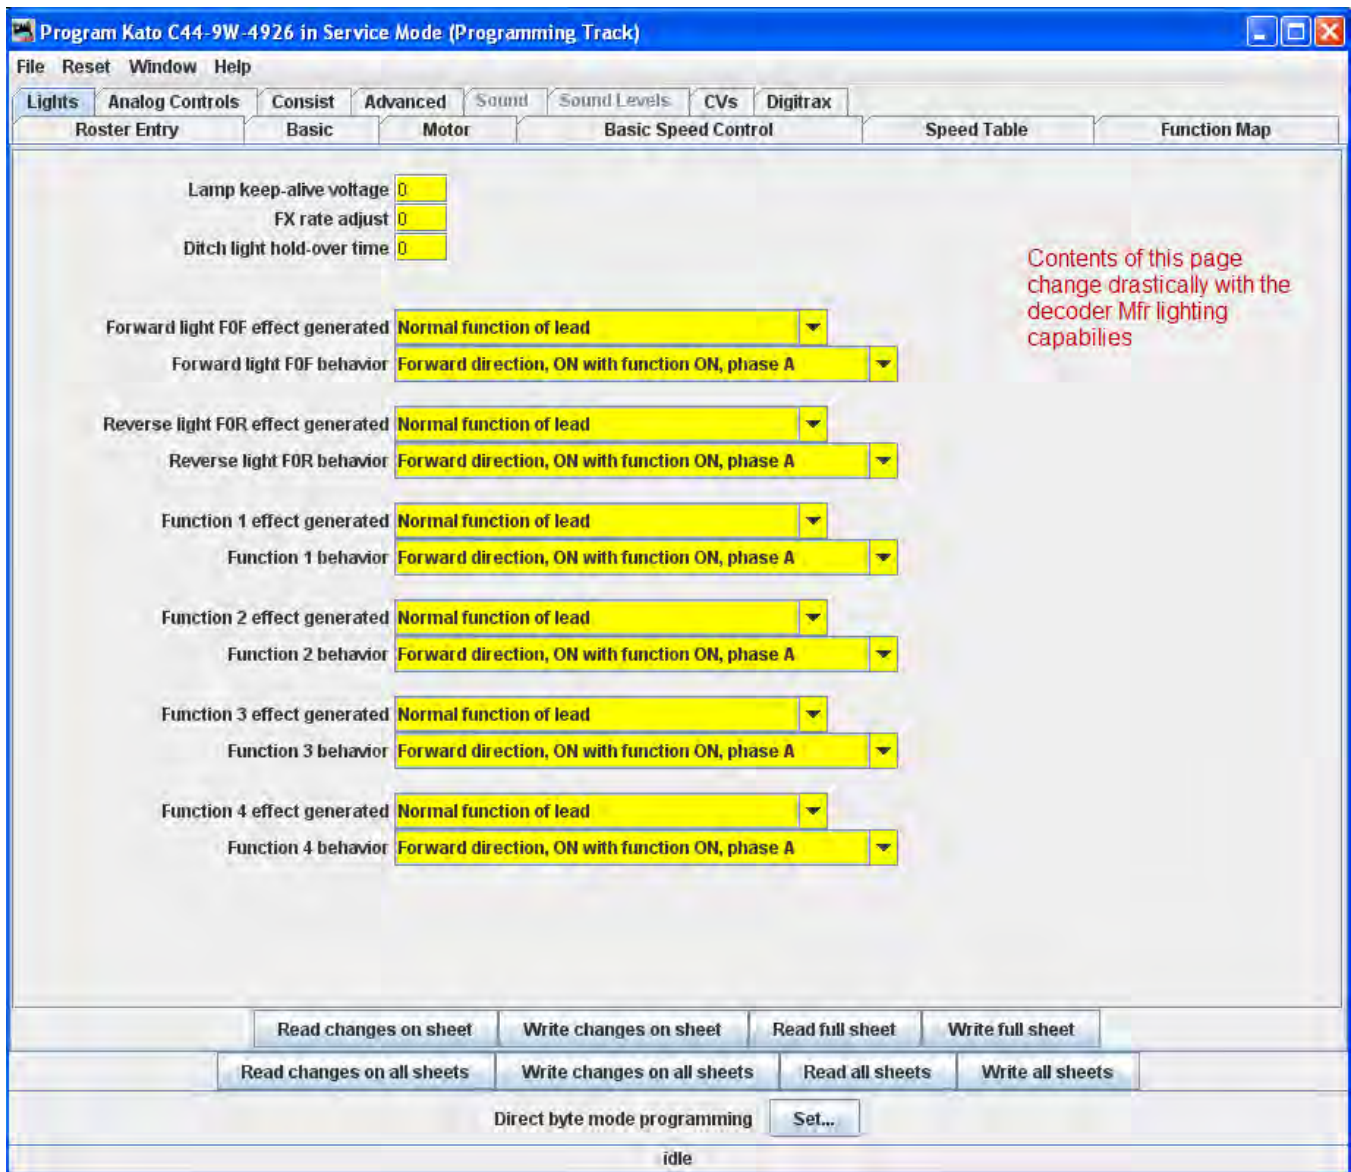 Program Kato C44-9W-4926 in Service Mode (Programming Track)
File Reset Window Help
Lights Analog Controls Consist Advanced Sound Sound Levels CVs Digitrax
Roster Entry Basic Motor Basic Speed Control Speed Table Function Map
Lamp keep-alive voltage 0
FX rate adjust 0
Ditch light hold-over time 0
Contents of this page
change drastically with the
decoder Mfr lighting
capabilies
Forward light F0F effect generated Normal function of lead
Forward light F0F behavior Forward direction, ON with function ON, phase A
Reverse light F0R effect generated Normal function of lead
Reverse light F0R behavior Forward direction, ON with function ON, phase A
Function 1 effect generated Normal function of lead
Function 1 behavior Forward direction, ON with function ON, phase A
Function 2 effect generated Normal function of lead
Function 2 behavior Forward direction, ON with function ON, phase A
Function 3 effect generated Normal function of lead
Function 3 behavior Forward direction, ON with function ON, phase A
Function 4 effect generated Normal function of lead
Function 4 behavior Forward direction, ON with function ON, phase A
Read changes on sheet Write changes on sheet Read full sheet Write full sheet
Read changes on all sheets Write changes on all sheets Read all sheets Write all sheets
Direct byte mode programming Set...
idle